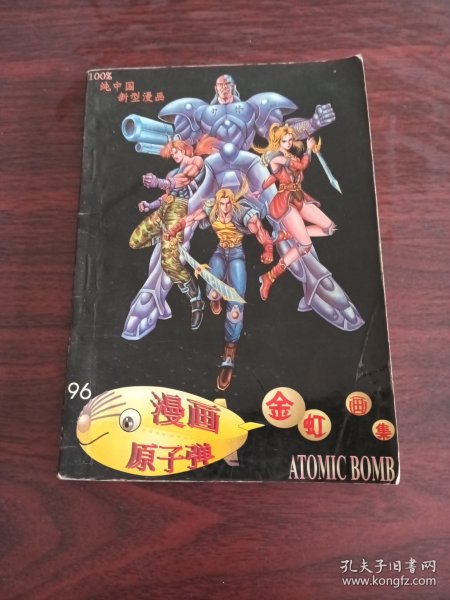 100%
纯中国
新型漫画
96
漫画
原子弹
金虹画集
ATOMIC BOMB
孔夫子旧书网
www.kongfz.com